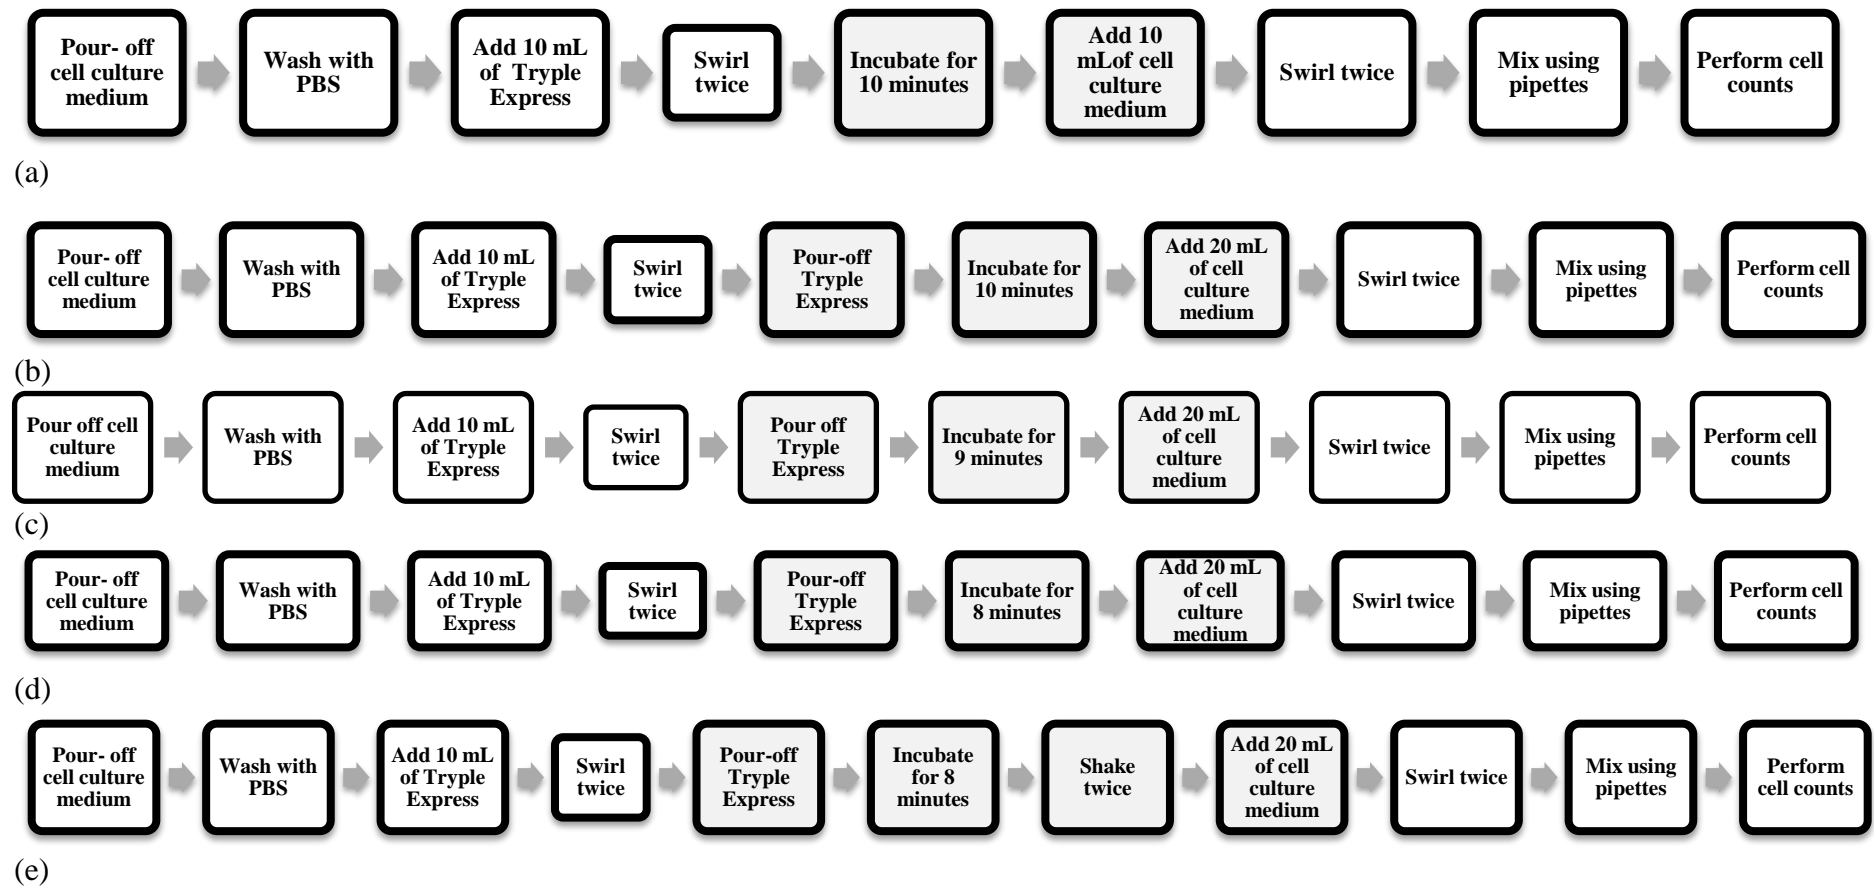 Pour- off
cell culture
medium
Wash with
PBS
Add 10 mL
of Tryple
Express
Swirl
twice
Incubate for
10 minutes
Add 10
mLof cell
culture
medium
Swirl twice
Mix using
pipettes
Perform cell
counts
(a)
Pour- off
cell culture
medium
Wash with
PBS
Add 10 mL
of Tryple
Express
Swirl
twice
Pour-off
Tryple
Express
Incubate for
10 minutes
Add 20 mL
of cell
culture
medium
Swirl twice
Mix using
pipettes
Perform cell
counts
(b)
Pour off cell
culture
medium
Wash with
PBS
Add 10 mL
of Tryple
Express
Swirl
twice
Pour off
Tryple
Express
Incubate for
9 minutes
Add 20 mL
of cell
culture
medium
Swirl twice
Mix using
pipettes
Perform cell
counts
(c)
Pour- off
cell culture
medium
Wash with
PBS
Add 10 mL
of Tryple
Express
Swirl
twice
Pour-off
Tryple
Express
Incubate for
8 minutes
Add 20 mL
of cell
culture
medium
Swirl twice
Mix using
pipettes
Perform cell
counts
(d)
Pour- off
cell culture
medium
Wash with
PBS
Add 10 mL
of Tryple
Express
Swirl
twice
Pour-off
Tryple
Express
Incubate
for 8
minutes
Shake
twice
Add 20 mL
of cell
culture
medium
Swirl twice
Mix using
pipettes
Perform
cell counts
(e)